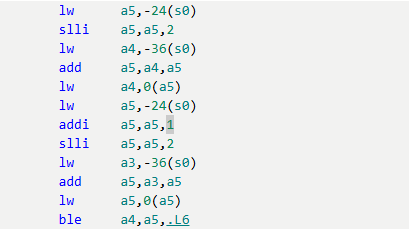 lw a5,-24(s0)
slli a5,a5,2
lw a4,-36(s0)
add a5,a4,a5
lw a4,0(a5)
lw a5,-24(s0)
addi a5,a5,1
slli a5,a5,2
lw a3,-36(s0)
add a5,a3,a5
lw a5,0(a5)
ble a4,a5,.L6